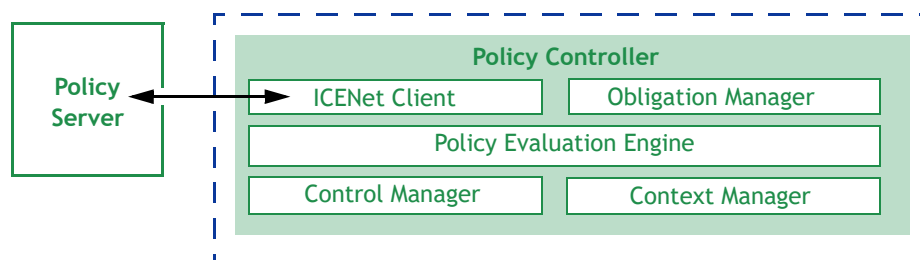 Policy
Server
Policy Controller
ICENet Client
Obligation Manager
Policy Evaluation Engine
Control Manager
Context Manager